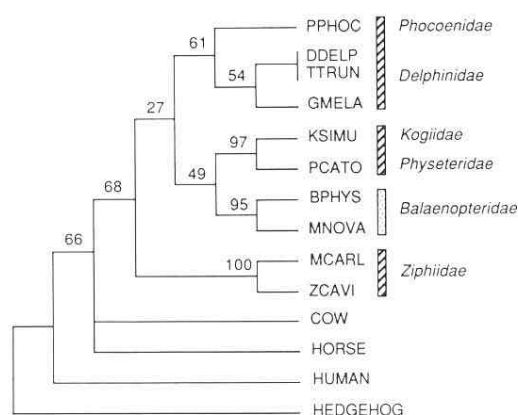 61
PPHOC
Phocoenidae
DDELP
TTRUN
Delphinidae
54
GMELA
27
97
KSIMU
Kogiidae
PCATO
Physeteridae
49
68
95
BPHYS
Balaenopteridae
MNOVA
66
100
MCARL
Ziphiidae
ZCAVI
COW
HORSE
HUMAN
HEDGEHOG